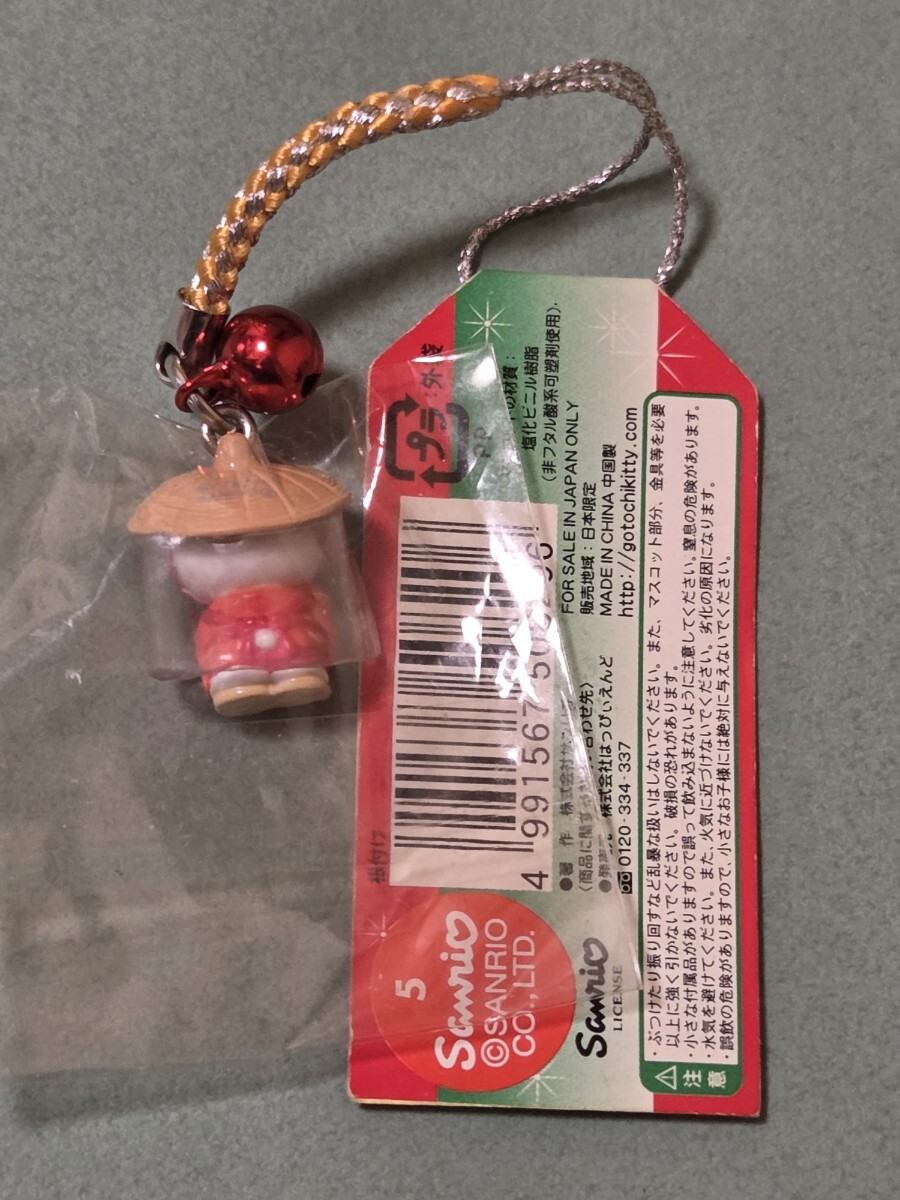 プラ
:外袋
PP
の材質:
塩化ビニル樹脂
(非フタル酸系可塑剤使用)
FOR SALE IN JAPAN ONLY
販売地域:日本限定
MADE IN CHINA 中国製
http://gotochikitty.com
根付け
4 991567 50
●著 作 株式会社
〈商品に関する
合わせ先〉
株式会社はっぴぃえんど
0120-334-337
5
Sanrio
©SANRIO
CO.,LTD.
Sanrio
LICENSE
⚠注意
・ぶつけたり振り回すなど乱暴な扱いはしないでください。また、マスコット部分、金具等を必要
以上に強く引かないでください。破損の恐れがあります。
・小さな付属品がありますので誤って飲み込まないように注意してください。窒息の危険があります。
・水気を避けてください。また、火気に近づけないでください。劣化の原因になります。
・誤飲の危険がありますので、小さなお子様には絶対に与えないでください。